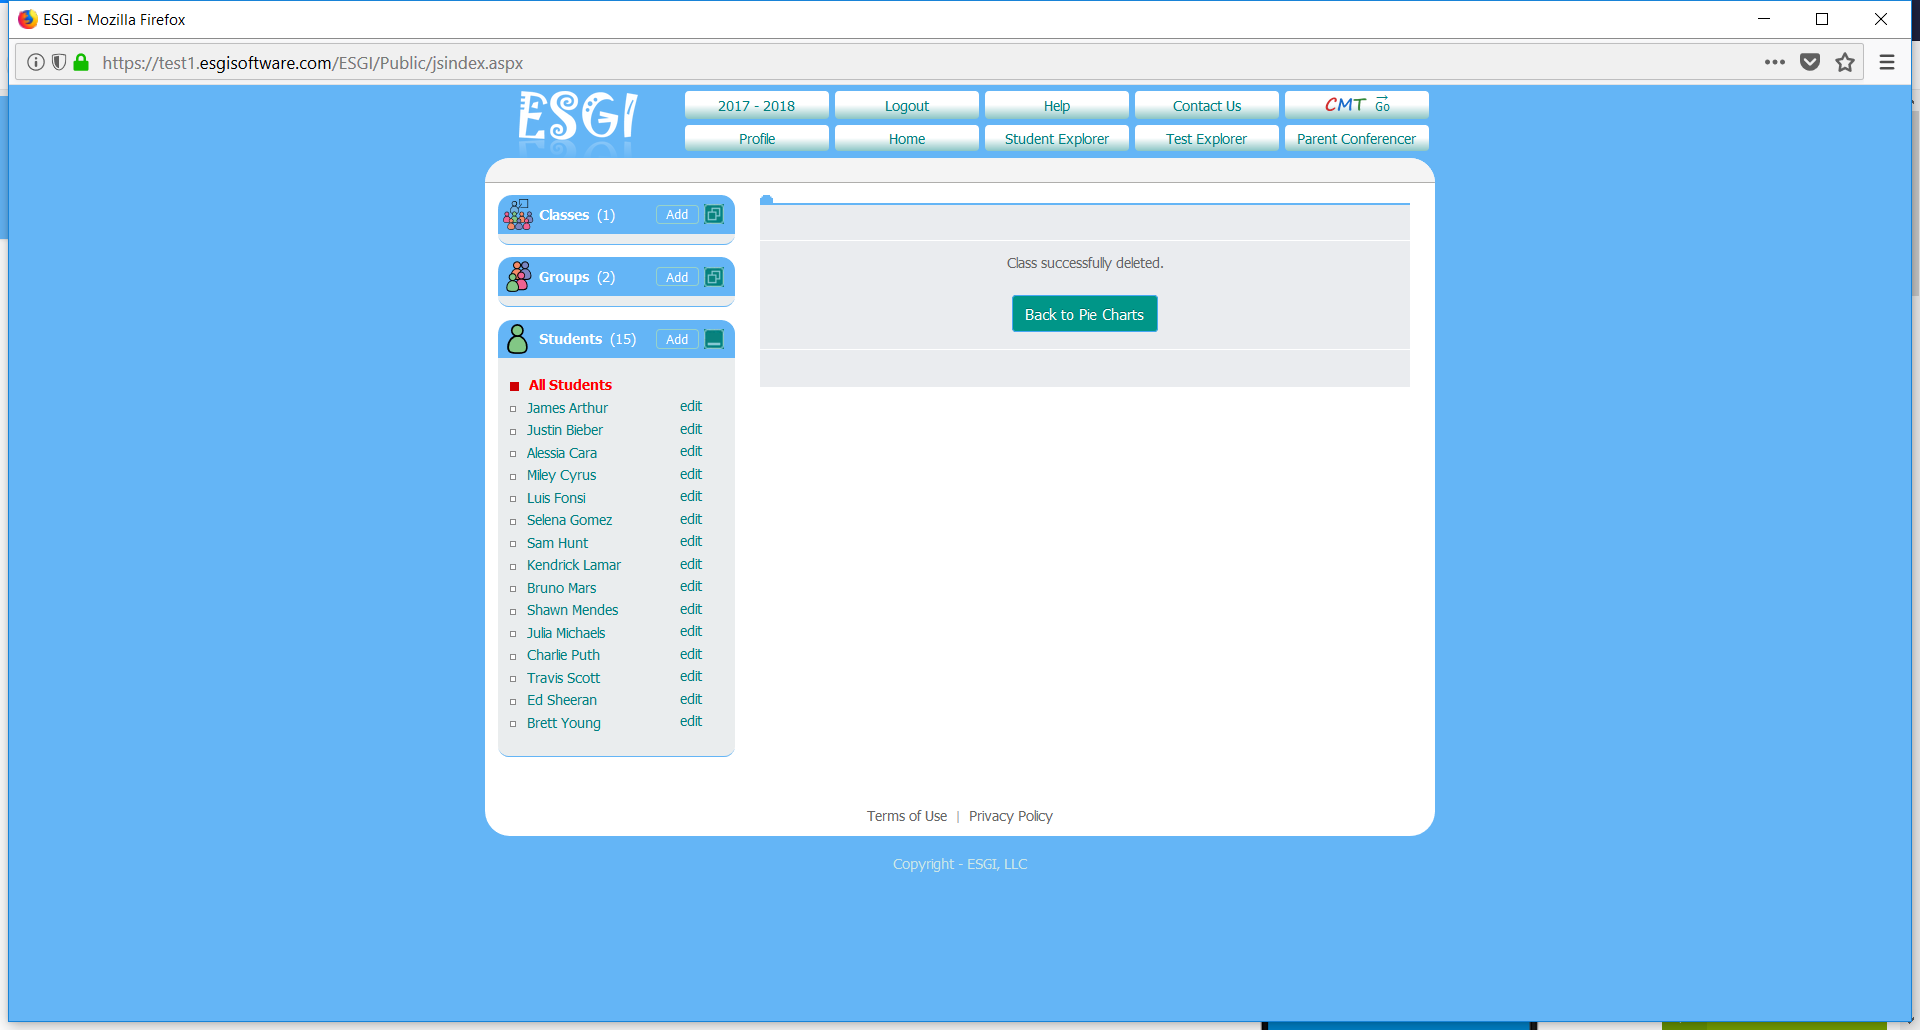 ESGI - Mozilla Firefox
https://test1.esgisoftware.com/ESGI/Public/jsindex.aspx
ESGI
2017 - 2018 Logout Help Contact Us CMT Go
Profile Home Student Explorer Test Explorer Parent Conferencer
Classes (1) Add
Groups (2) Add
Students (15) Add
All Students
James Arthur edit
Justin Bieber edit
Alessia Cara edit
Miley Cyrus edit
Luis Fonsi edit
Selena Gomez edit
Sam Hunt edit
Kendrick Lamar edit
Bruno Mars edit
Shawn Mendes edit
Julia Michaels edit
Charlie Puth edit
Travis Scott edit
Ed Sheeran edit
Brett Young edit
Class successfully deleted.
Back to Pie Charts
Terms of Use | Privacy Policy
Copyright - ESGI, LLC